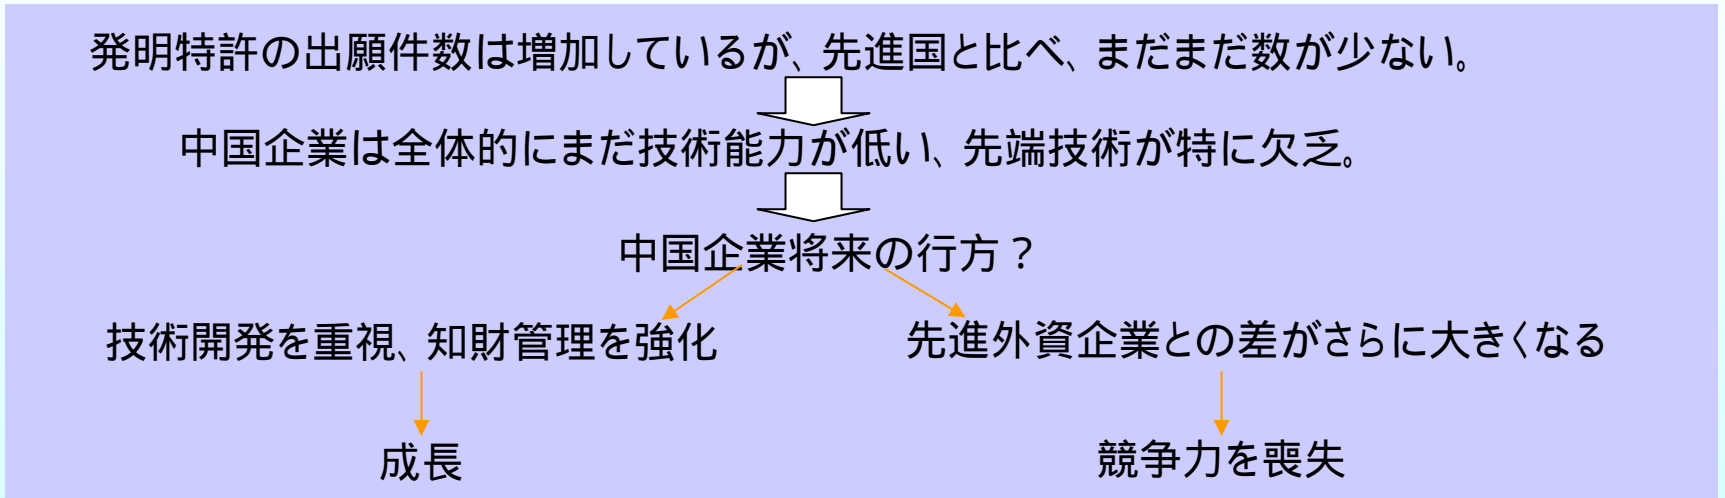 発明特許の出願件数は増加しているが、先進国と比べ、まだまだ数が少ない。
中国企業は全体的にまだ技術能力が低い、先端技術が特に欠乏。
中国企業将来の行方？
技術開発を重視、知財管理を強化
先進外資企業との差がさらに大きくなる
成長
競争力を喪失